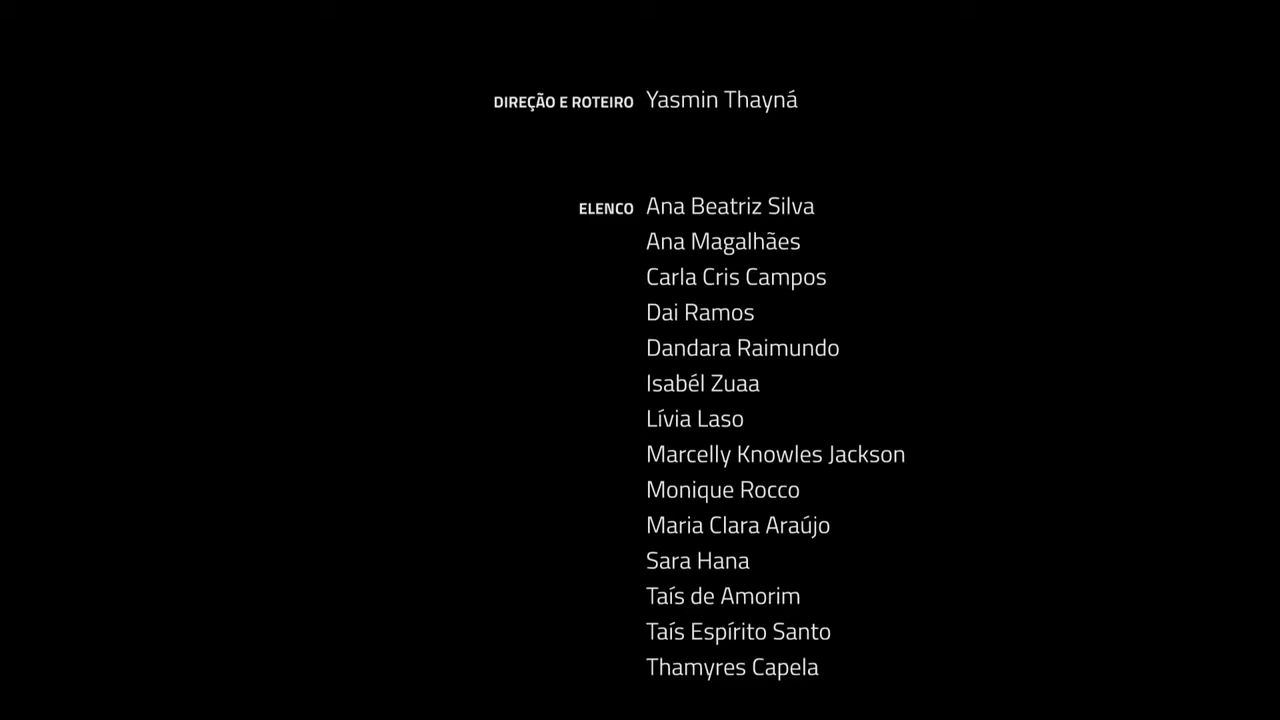 DIREÇÃO E ROTEIRO Yasmin Thayná
ELENCO Ana Beatriz Silva
Ana Magalhães
Carla Cris Campos
Dai Ramos
Dandara Raimundo
Isabél Zuaa
Lívia Laso
Marcelly Knowles Jackson
Monique Rocco
Maria Clara Araújo
Sara Hana
Taís de Amorim
Taís Espírito Santo
Thamyres Capela